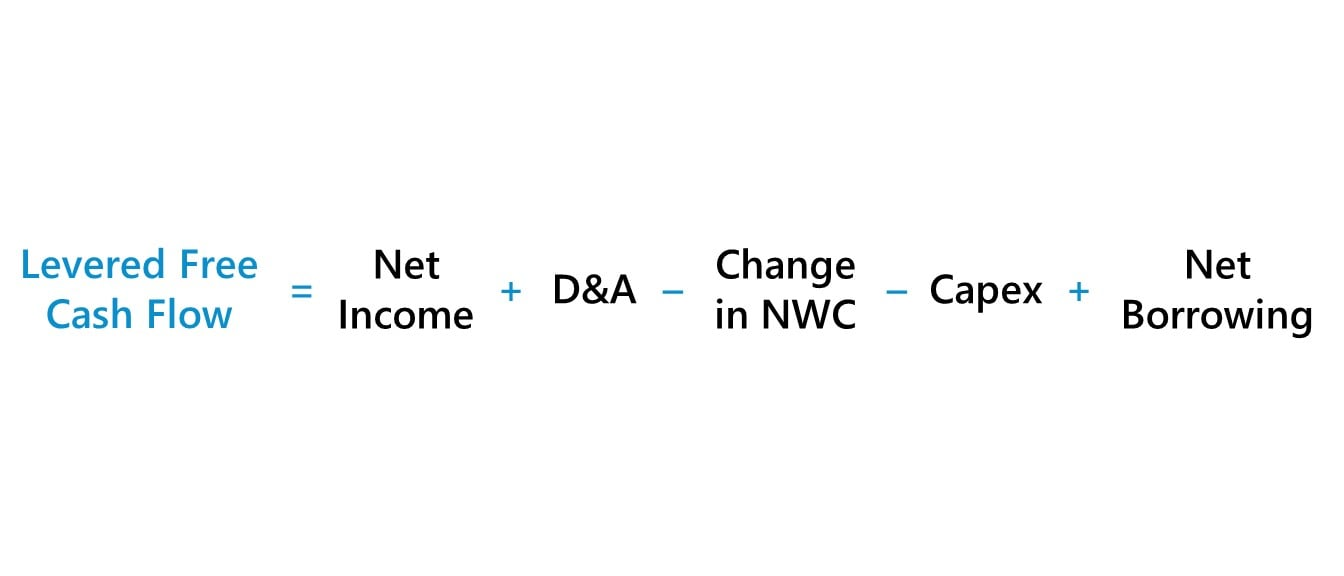 Levered Free Cash Flow = Net Income + D&A – Change in NWC – Capex + Net Borrowing